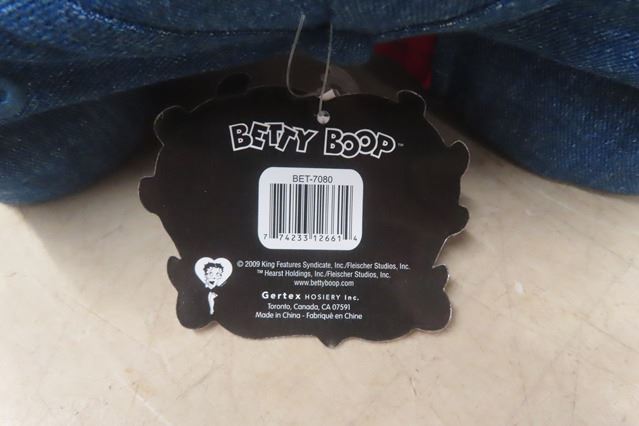 BETTY BOOP™
BET-7080
7 74233 12661 4
© 2009 King Features Syndicate, Inc./Fleischer Studios, Inc.
™ Hearst Holdings, Inc./Fleischer Studios, Inc.
www.bettyboop.com
Gertex HOSIERY Inc.
Toronto, Canada, CA 07591
Made in China - Fabriqué en Chine